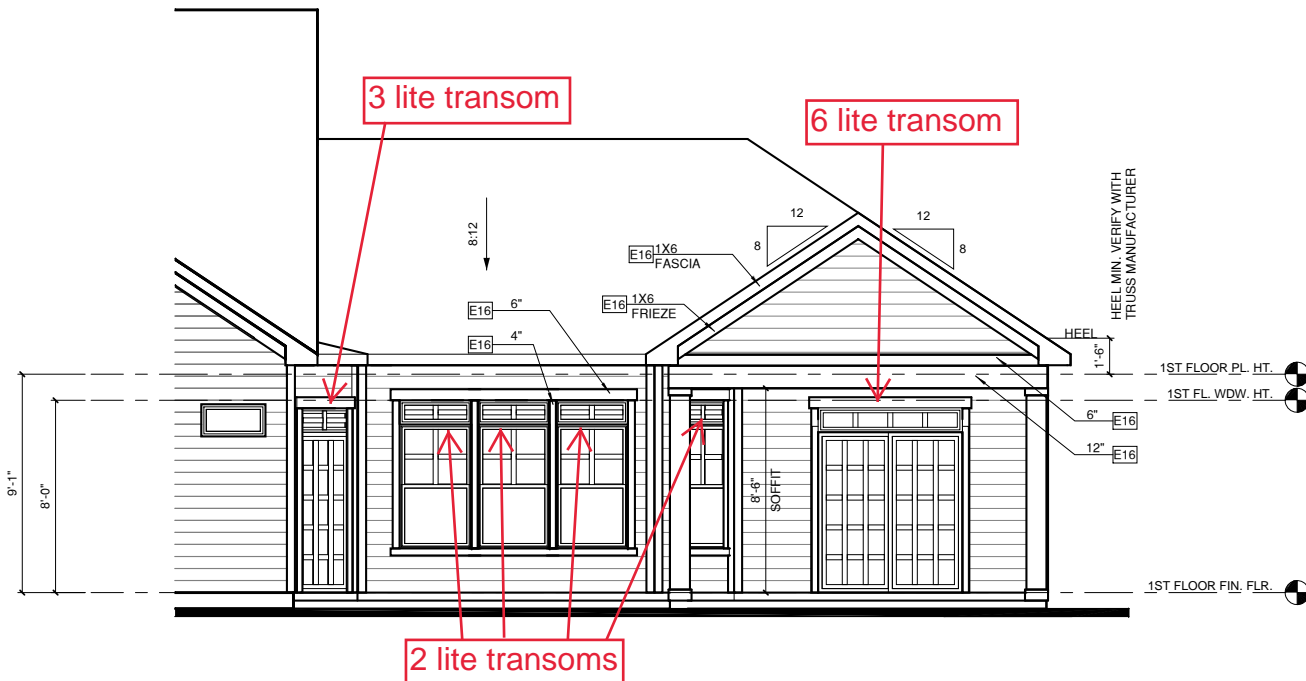 3 lite transom
6 lite transom
HEEL MIN. VERIFY WITH
TRUSS MANUFACTURER
12
12
8
8
8:12
E16 1X6
FASCIA
E16 6"
E16 1X6
FRIEZE
E16 4"
HEEL
1'-6"
1ST FLOOR PL. HT.
1ST FL. WDW. HT.
6"
E16
12"
E16
9'-1"
8'-0"
8'-6"
SOFFIT
1ST FLOOR FIN. FLR.
2 lite transoms